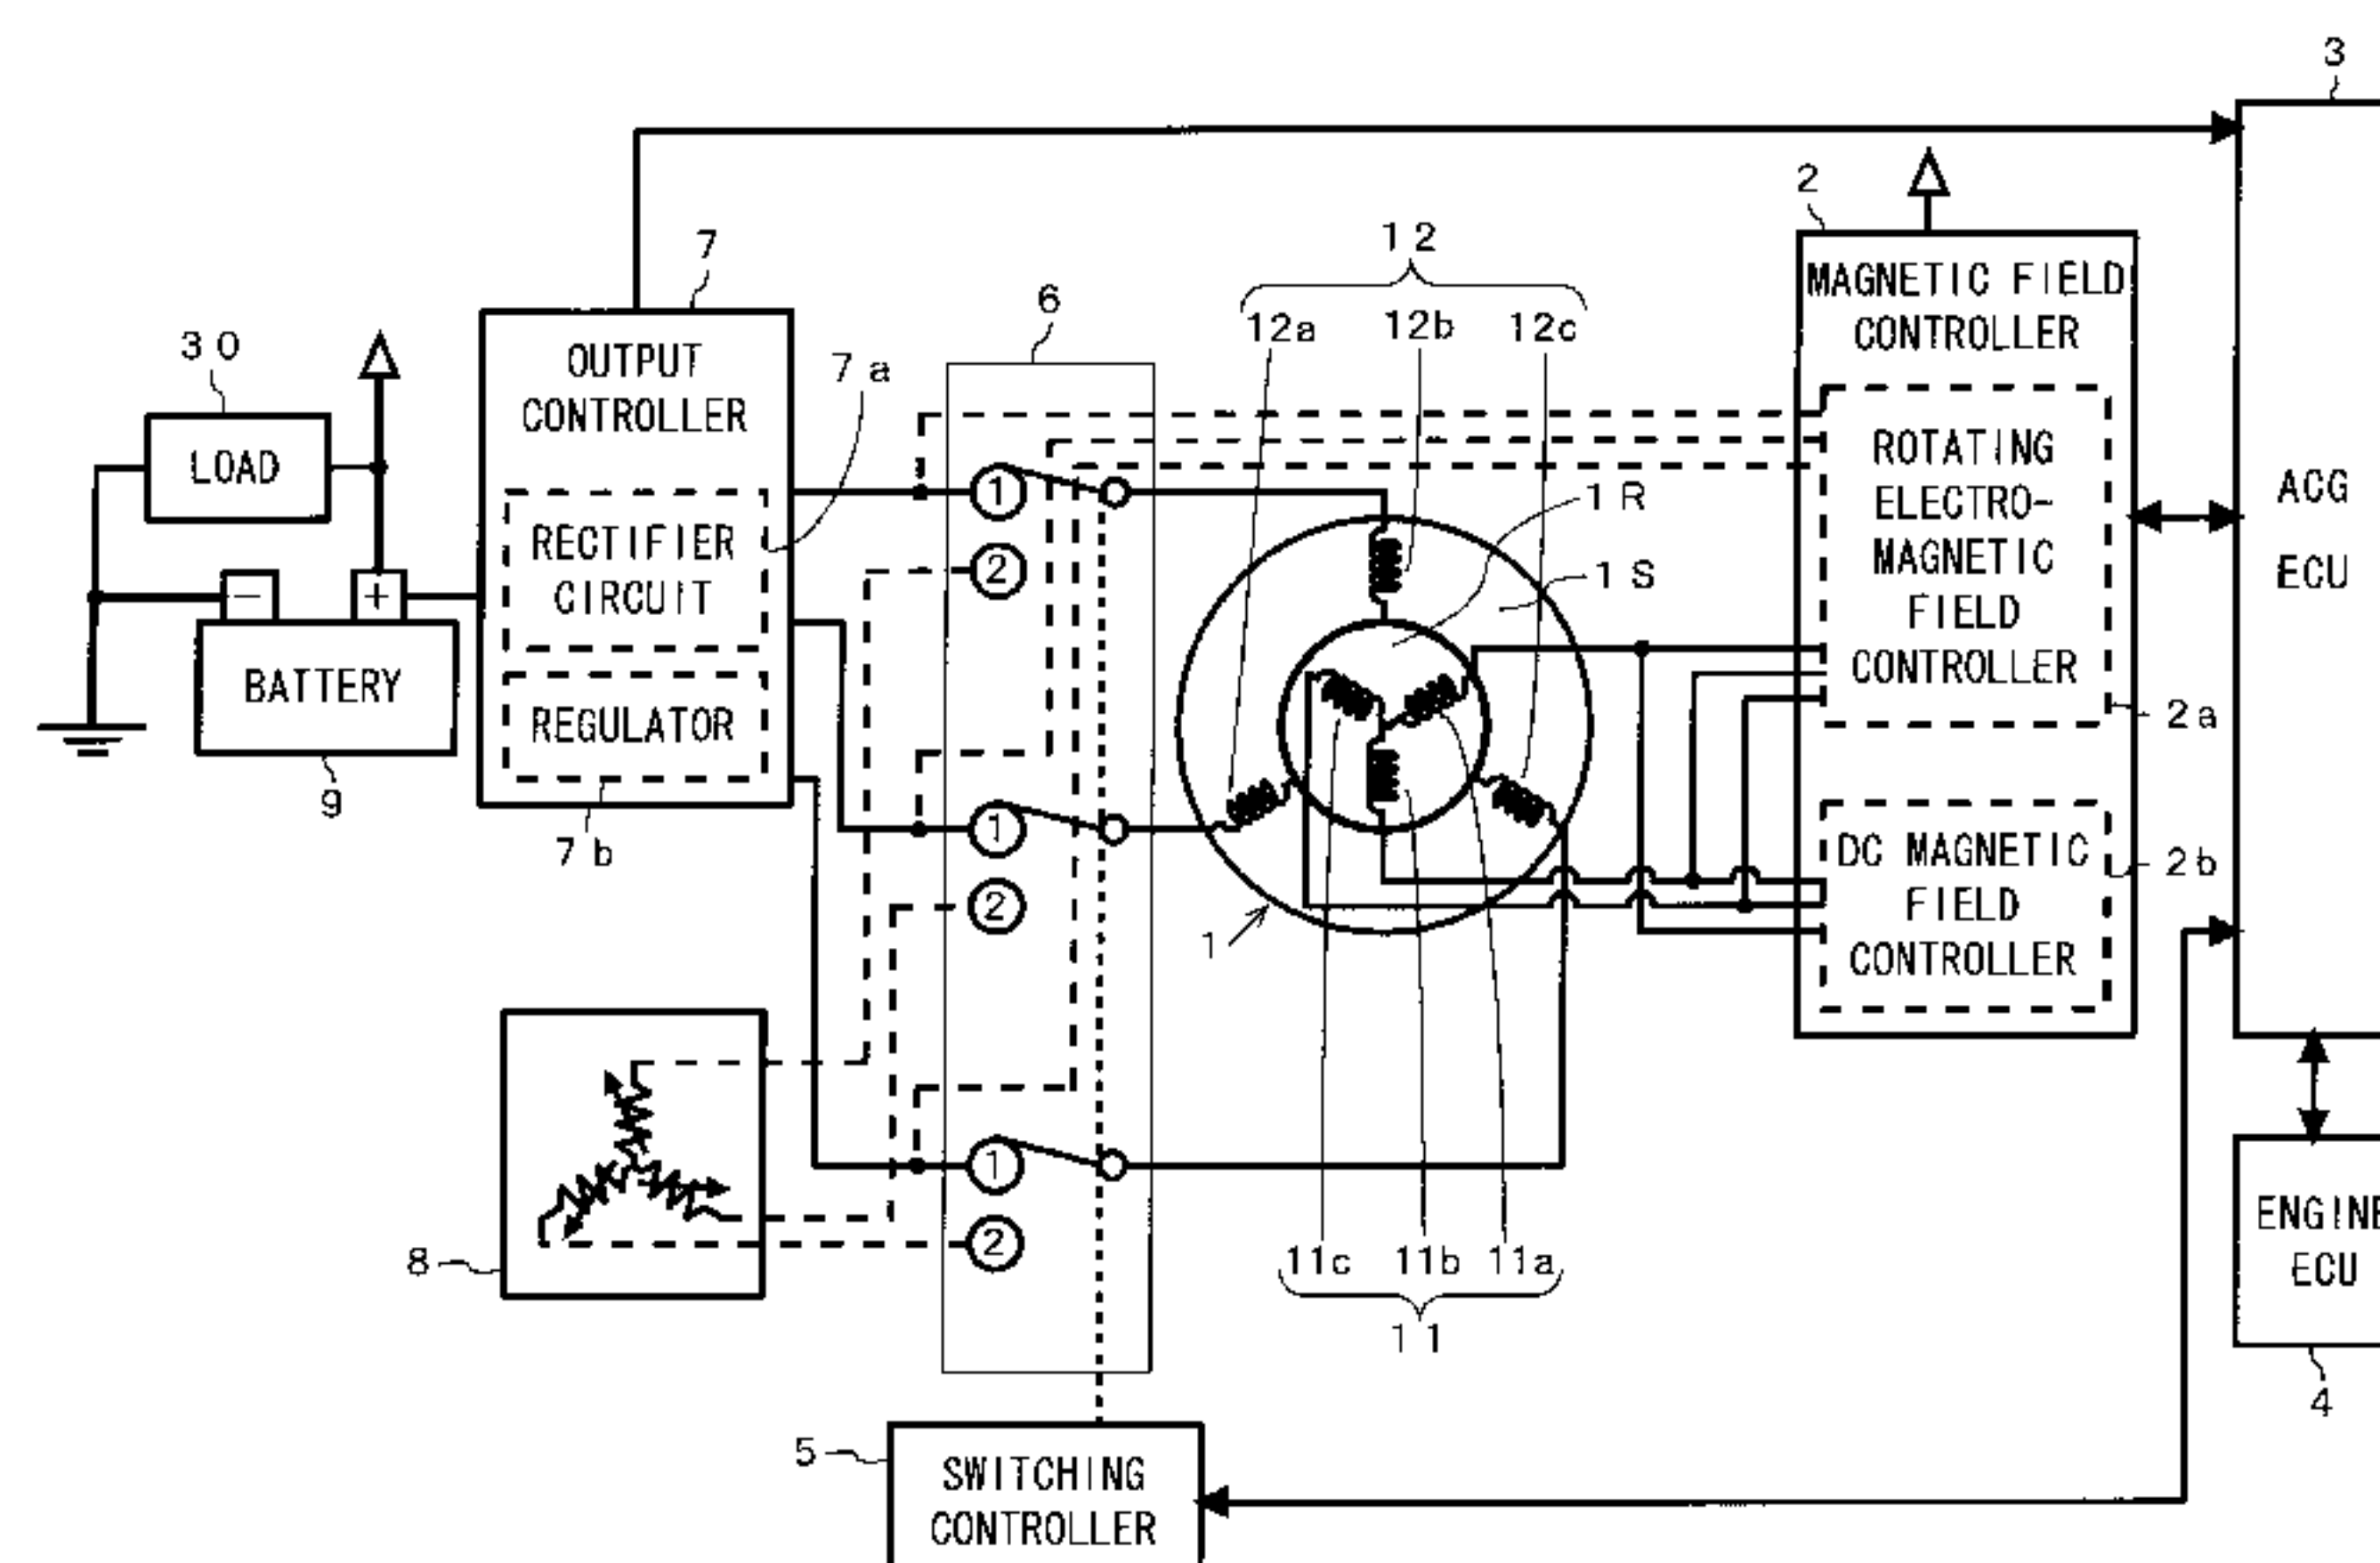 3
2
12
7
6
12a 12b 12c
MAGNETIC FIELD
CONTROLLER
30
OUTPUT
CONTROLLER
7a
LOAD
ROTATING
ELECTRO-
MAGNETIC
FIELD
CONTROLLER
ACG
ECU
1
1R
RECTIFIER
CIRCUIT
2
1S
− +
BATTERY
REGULATOR
2a
9
7b
1
DC MAGNETIC
FIELD
CONTROLLER
2b
2
1
1
ENGINE
ECU
2
8
11c 11b 11a
11
4
5
SWITCHING
CONTROLLER